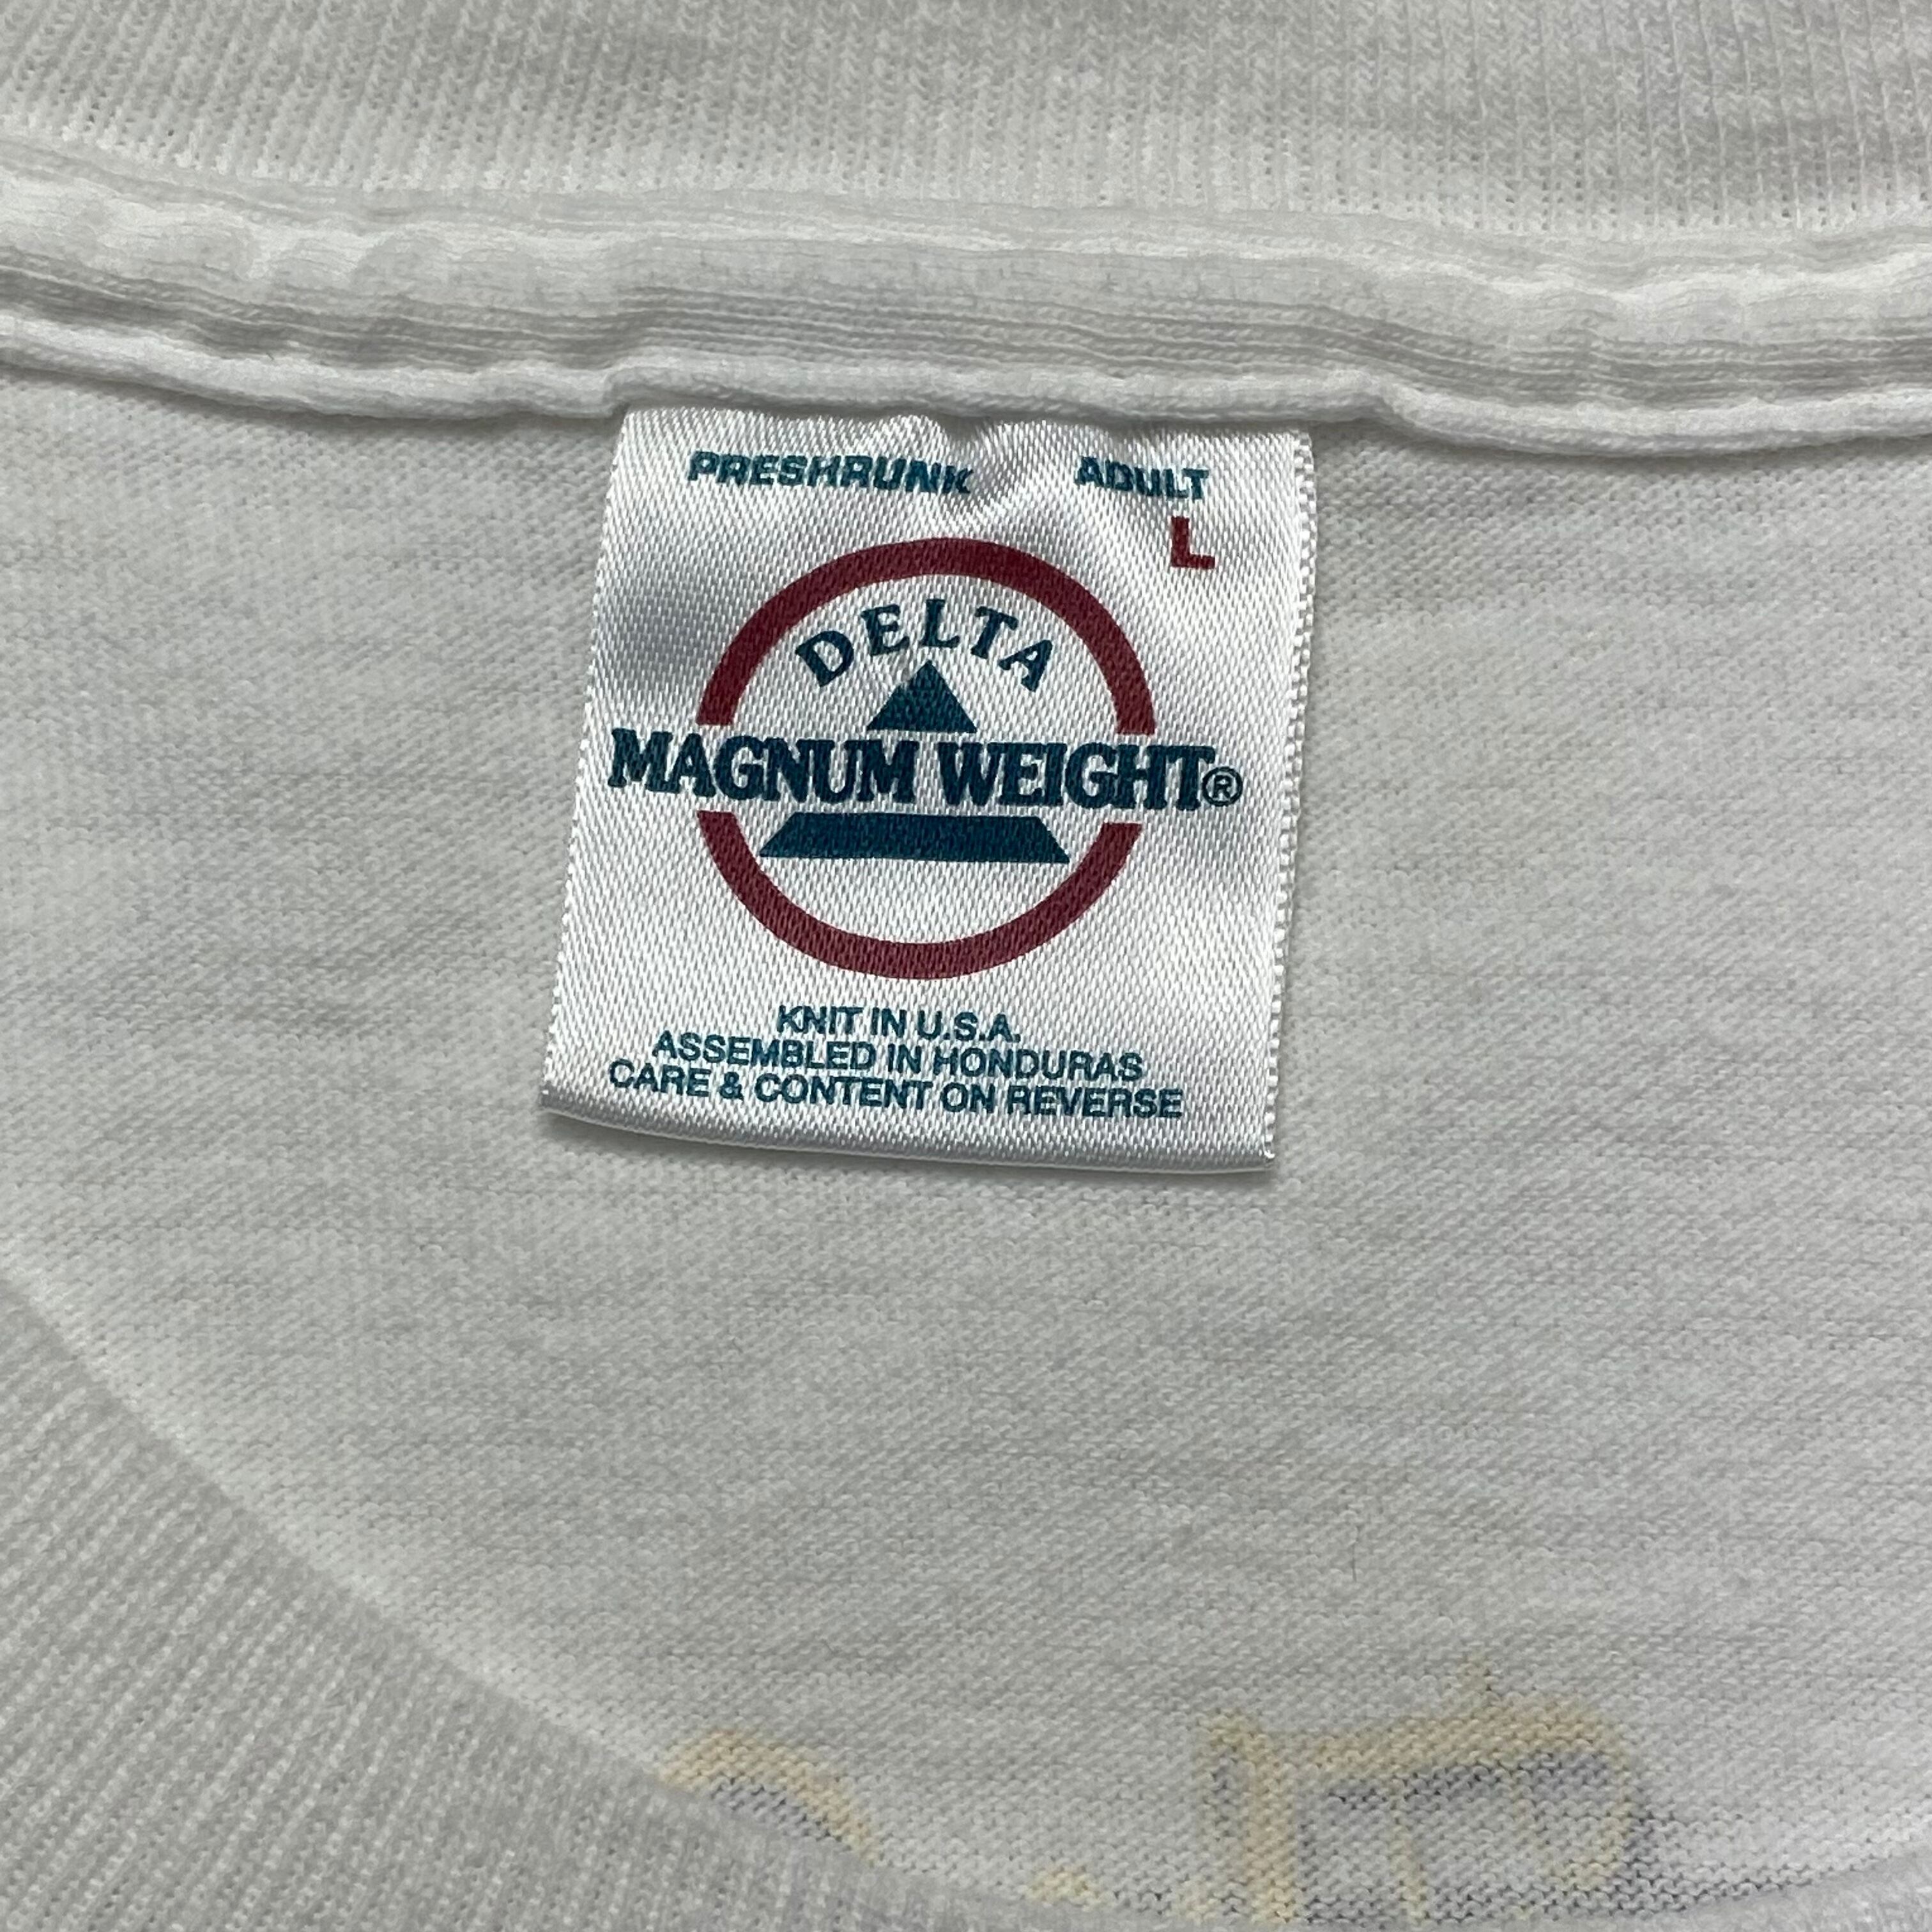 PRESHRUNK ADULT
L
DELTA
MAGNUM WEIGHT®
KNIT IN U.S.A.
ASSEMBLED IN HONDURAS
CARE & CONTENT ON REVERSE